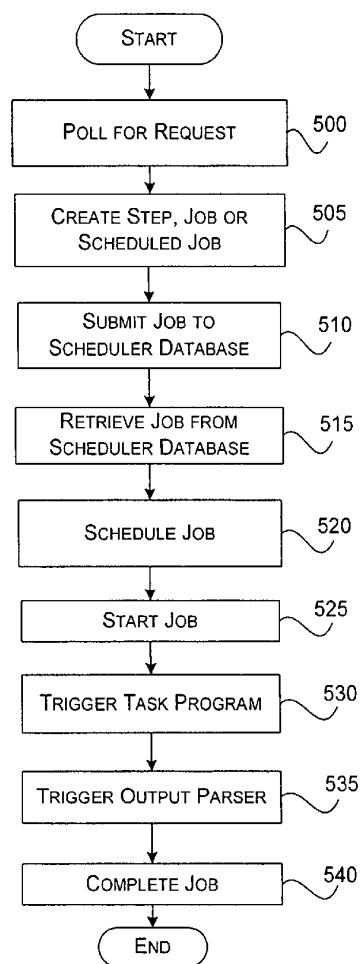 START
POLL FOR REQUEST
500
CREATE STEP, JOB OR
SCHEDULED JOB
505
SUBMIT JOB TO
SCHEDULER DATABASE
510
RETRIEVE JOB FROM
SCHEDULER DATABASE
515
SCHEDULE JOB
520
START JOB
525
TRIGGER TASK PROGRAM
530
TRIGGER OUTPUT PARSER
535
COMPLETE JOB
540
END